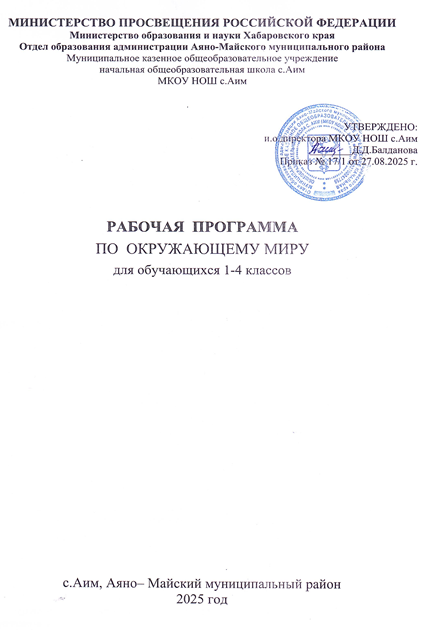 МИНИСТЕРСТВО ПРОСВЕЩЕНИЯ РОССИЙСКОЙ ФЕДЕРАЦИИ
Министерство образования и науки Хабаровского края
Отдел образования администрации Аяно-Майского муниципального района
Муниципальное казенное общеобразовательное учреждение
начальная общеобразовательная школа с.Аим
МКОУ НОШ с.Аим
УТВЕРЖДЕНО:
и.о директора МКОУ НОШ с.Аим
Д.Д.Балданова
Приказ № 17/1 от 27.08.2025 г.
РАБОЧАЯ ПРОГРАММА
ПО ОКРУЖАЮЩЕМУ МИРУ
для обучающихся 1-4 классов
с.Аим, Аяно– Майский муниципальный район
2025 год